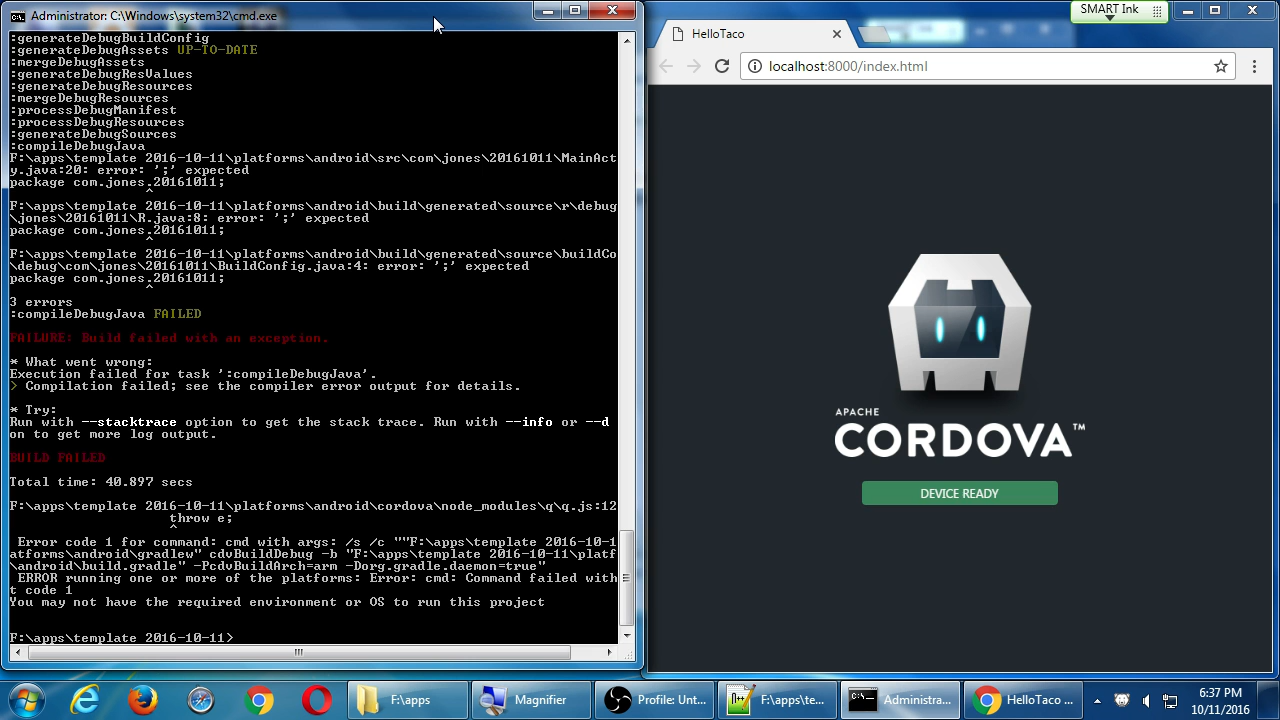 Administrator: C:\Windows\system32\cmd.exe
:generateDebugBuildConfig
:generateDebugAssets UP-TO-DATE
:mergeDebugAssets
:generateDebugResValues
:generateDebugResources
:mergeDebugResources
:processDebugManifest
:processDebugResources
:generateDebugSources
:compileDebugJava
F:\apps\template 2016-10-11\platforms\android\src\com\jones\20161011\MainAct
y.java:20: error: ';' expected
package com.jones.20161011;
^
F:\apps\template 2016-10-11\platforms\android\build\generated\source\r\debug
\jones\20161011\R.java:8: error: ';' expected
package com.jones.20161011;
^
F:\apps\template 2016-10-11\platforms\android\build\generated\source\buildCo
\debug\com\jones\20161011\BuildConfig.java:4: error: ';' expected
package com.jones.20161011;
^
3 errors
:compileDebugJava FAILED
FAILURE: Build failed with an exception.
* What went wrong:
Execution failed for task ':compileDebugJava'.
> Compilation failed; see the compiler error output for details.
* Try:
Run with --stacktrace option to get the stack trace. Run with --info or --d
on to get more log output.
BUILD FAILED
Total time: 40.897 secs
F:\apps\template 2016-10-11\platforms\android\cordova\node_modules\q\q.js:12
throw e;
^
Error code 1 for command: cmd with args: /s /c ""F:\apps\template 2016-10-1
atforms\android\gradlew" cdvBuildDebug -b "F:\apps\template 2016-10-11\platf
\android\build.gradle" -PcdvBuildArch=arm -Dorg.gradle.daemon=true"
ERROR running one or more of the platforms: Error: cmd: Command failed with
t code 1
You may not have the required environment or OS to run this project
F:\apps\template 2016-10-11>
SMART Ink
HelloTaco
localhost:8000/index.html
APACHE
CORDOVA™
DEVICE READY
F:\apps
Magnifier
Profile: Unt...
F:\apps\te...
Administra...
HelloTaco ...
6:37 PM
10/11/2016